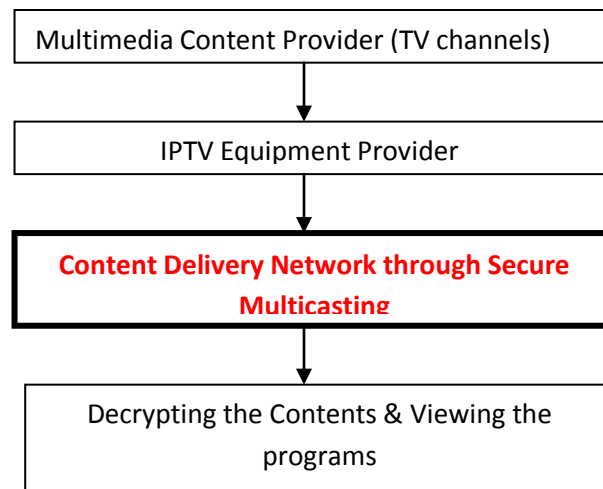 Multimedia Content Provider (TV channels)
IPTV Equipment Provider
Content Delivery Network through Secure
Multicasting
Decrypting the Contents & Viewing the
programs